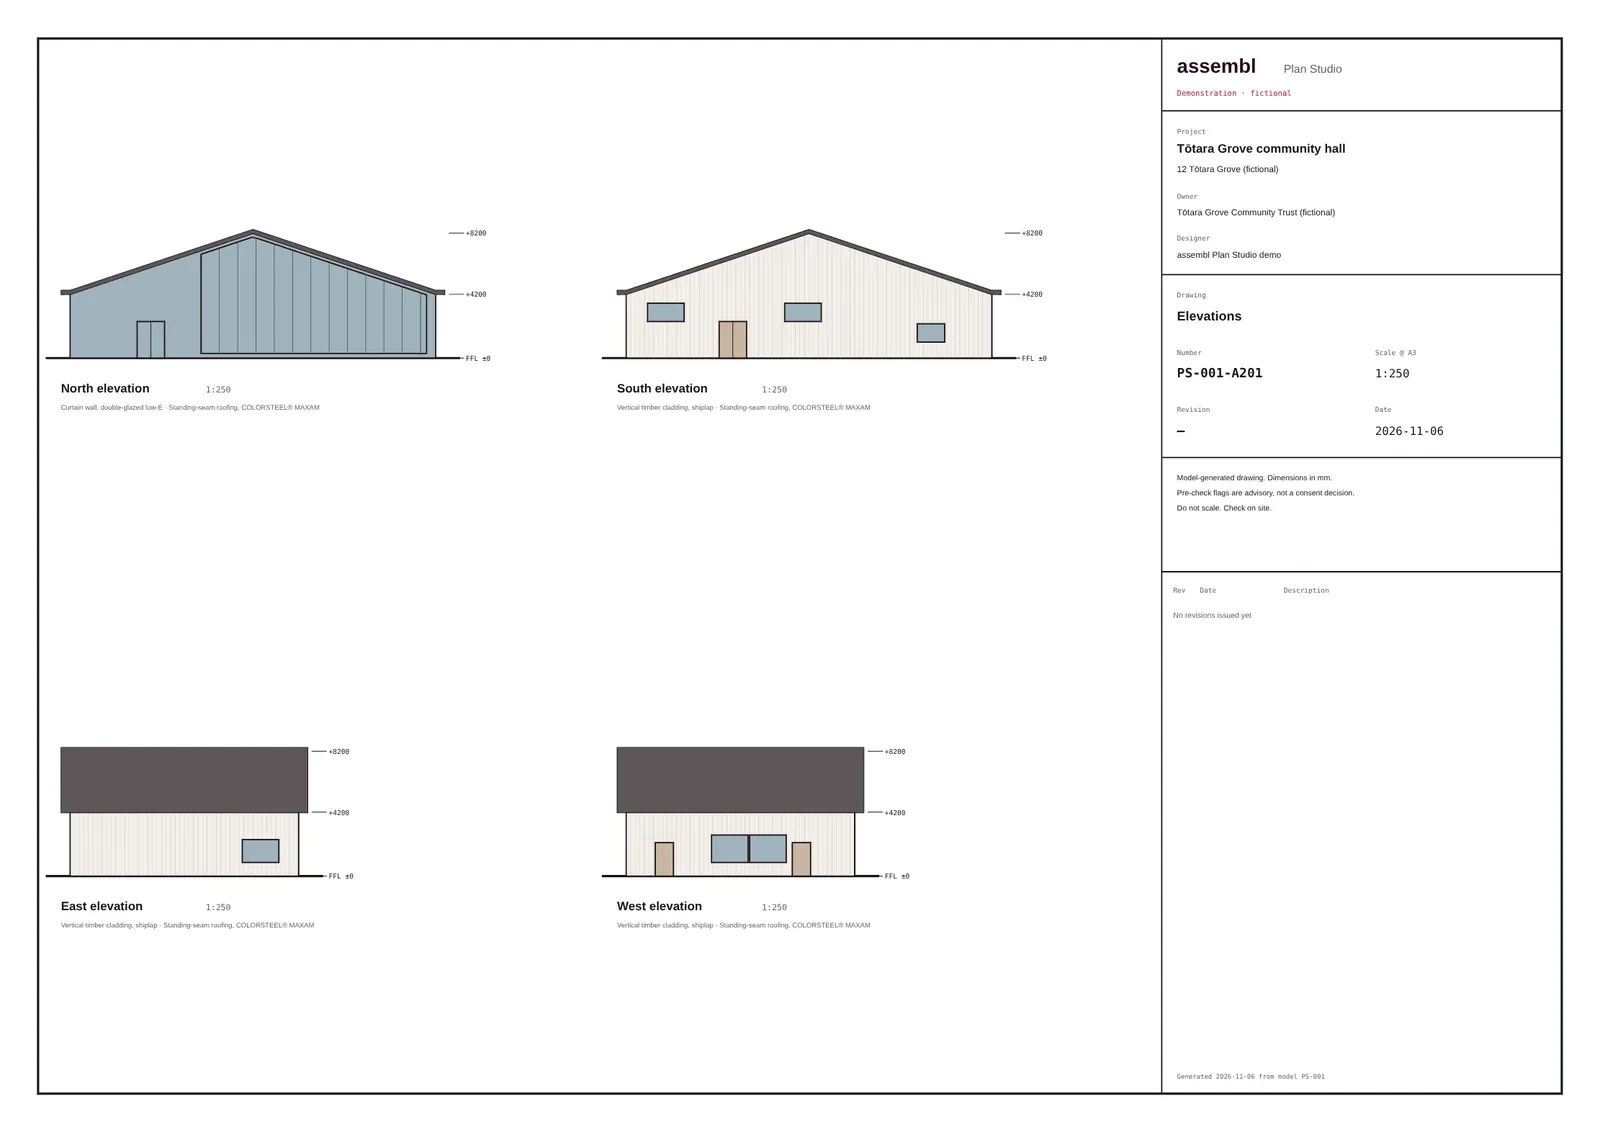 assembl Plan Studio
Demonstration · fictional
Project
Tōtara Grove community hall
12 Tōtara Grove (fictional)
Owner
Tōtara Grove Community Trust (fictional)
Designer
assembl Plan Studio demo
Drawing
Elevations
Number Scale @ A3
PS-001-A201 1:250
Revision Date
— 2026-11-06
Model-generated drawing. Dimensions in mm.
Pre-check flags are advisory, not a consent decision.
Do not scale. Check on site.
Rev Date Description
No revisions issued yet
Generated 2026-11-06 from model PS-001
+8200
+4200
FFL ±0
North elevation 1:250
Curtain wall, double-glazed low-E · Standing-seam roofing, COLORSTEEL® MAXAM
+8200
+4200
FFL ±0
South elevation 1:250
Vertical timber cladding, shiplap · Standing-seam roofing, COLORSTEEL® MAXAM
+8200
+4200
FFL ±0
East elevation 1:250
Vertical timber cladding, shiplap · Standing-seam roofing, COLORSTEEL® MAXAM
+8200
+4200
FFL ±0
West elevation 1:250
Vertical timber cladding, shiplap · Standing-seam roofing, COLORSTEEL® MAXAM